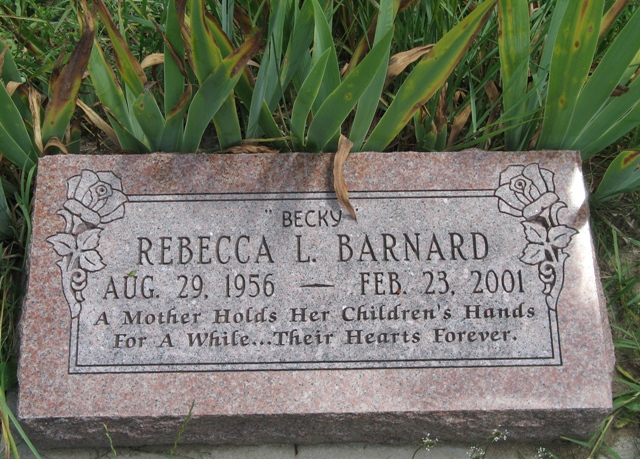 "BECKY
REBECCA L. BARNARD
AUG. 29, 1956 — FEB. 23, 2001
A Mother Holds Her Children's Hands
For A While...Their Hearts Forever.